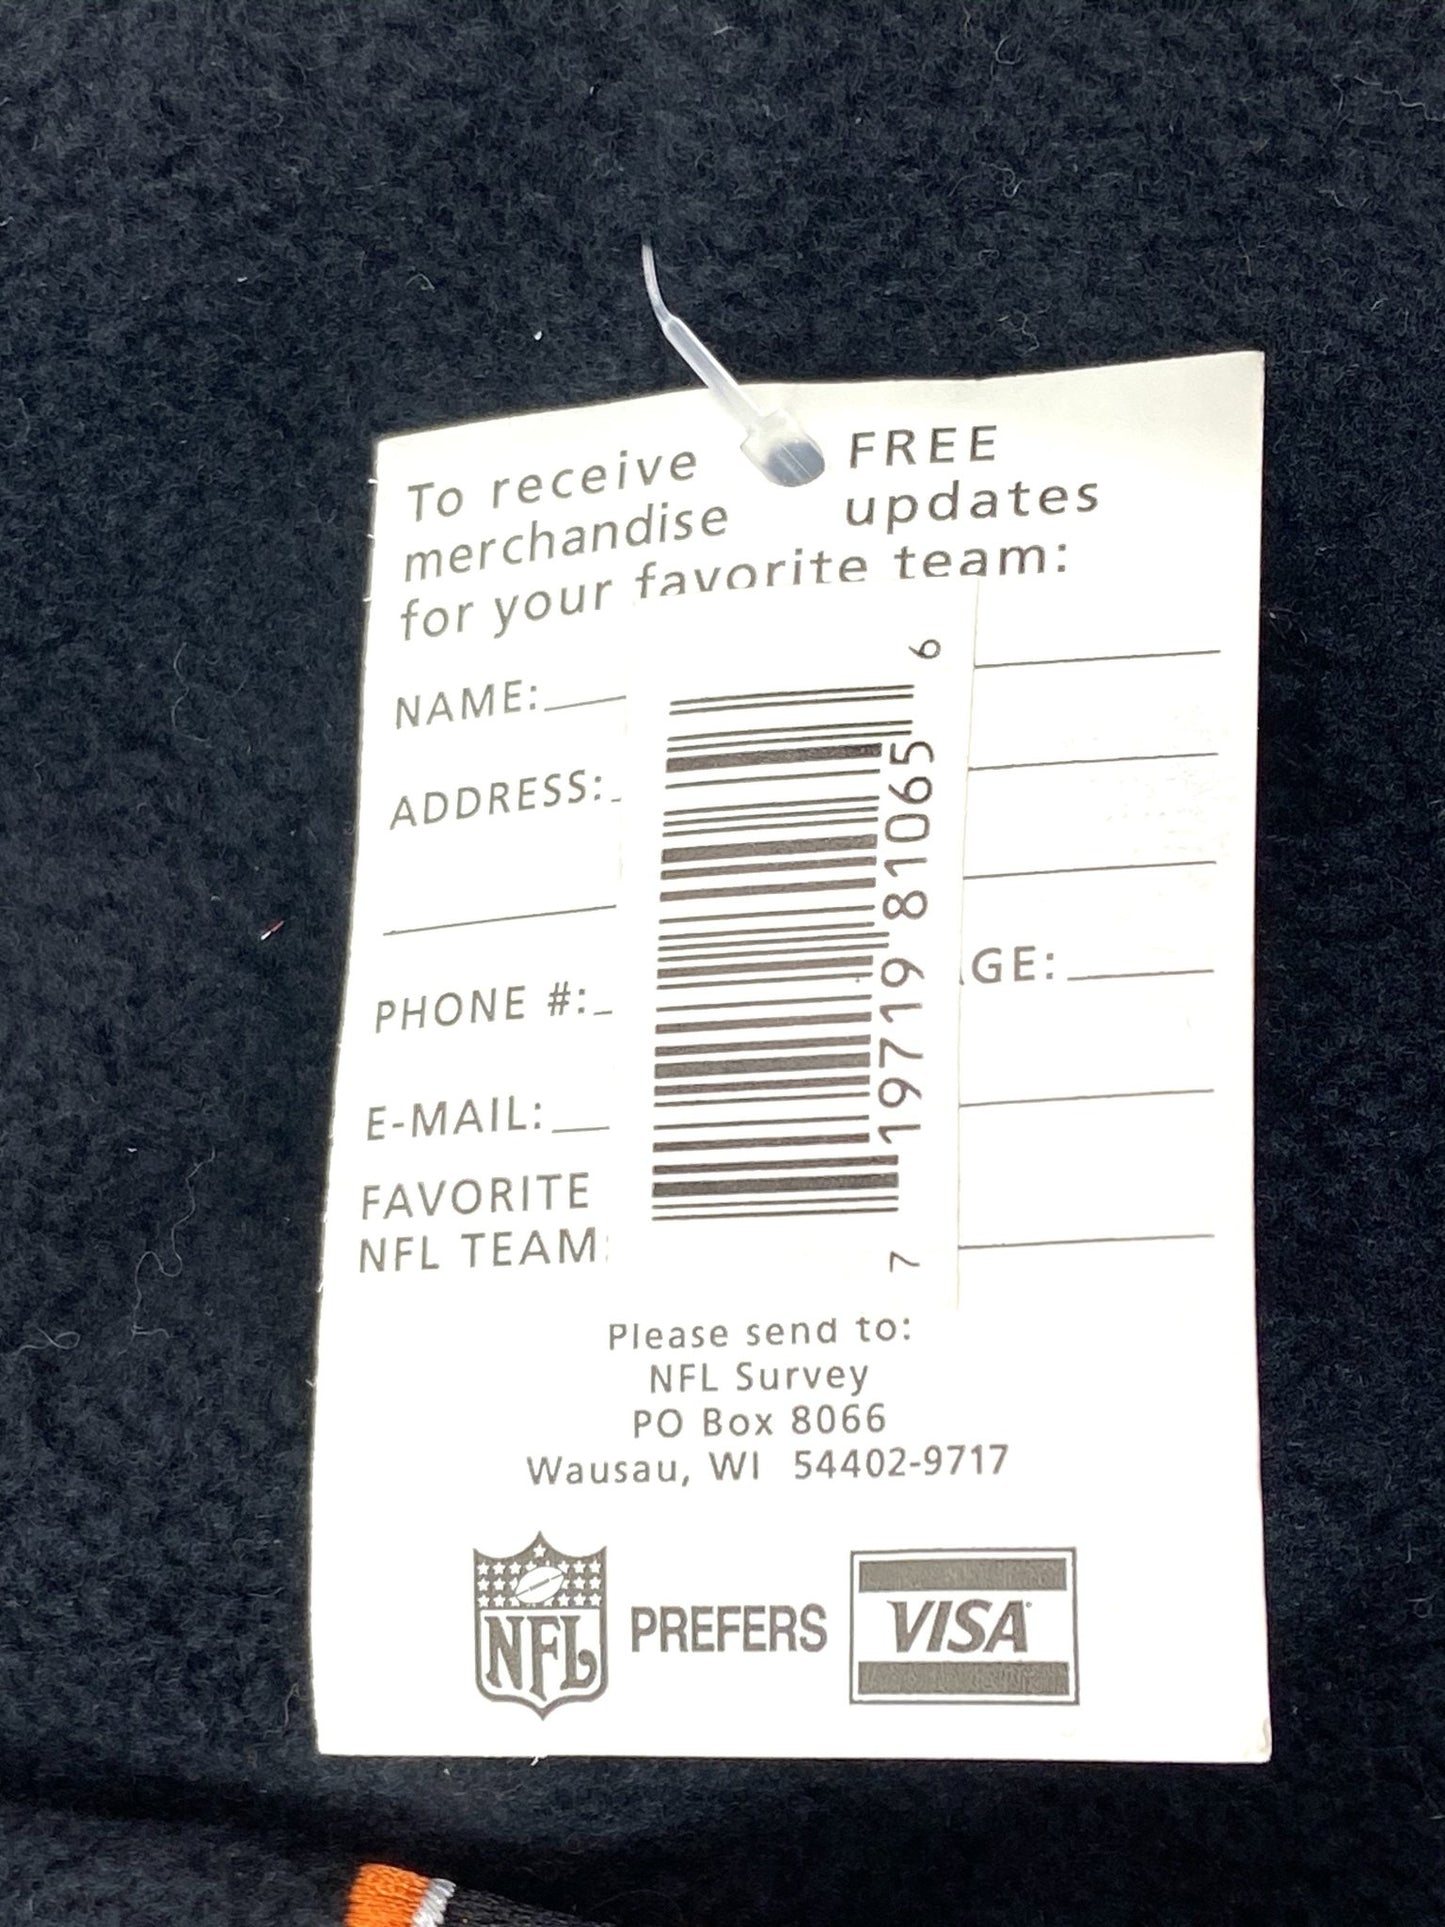 To receive FREE
merchandise updates
for your favorite team:
NAME:
ADDRESS:
PHONE #: GE:
E-MAIL:
FAVORITE
NFL TEAM:
7 19719 81065 6
Please send to:
NFL Survey
PO Box 8066
Wausau, WI 54402-9717
NFL PREFERS VISA